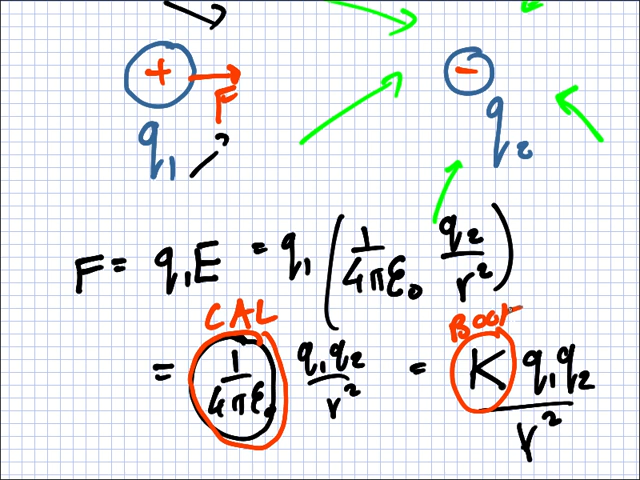 + F -
q₁ q₂
F = q₁E = q₁ (1/4πε₀ q₂/r²)
CAL BOOK
= 1/4πε₀ q₁q₂/r² = K q₁q₂/r²